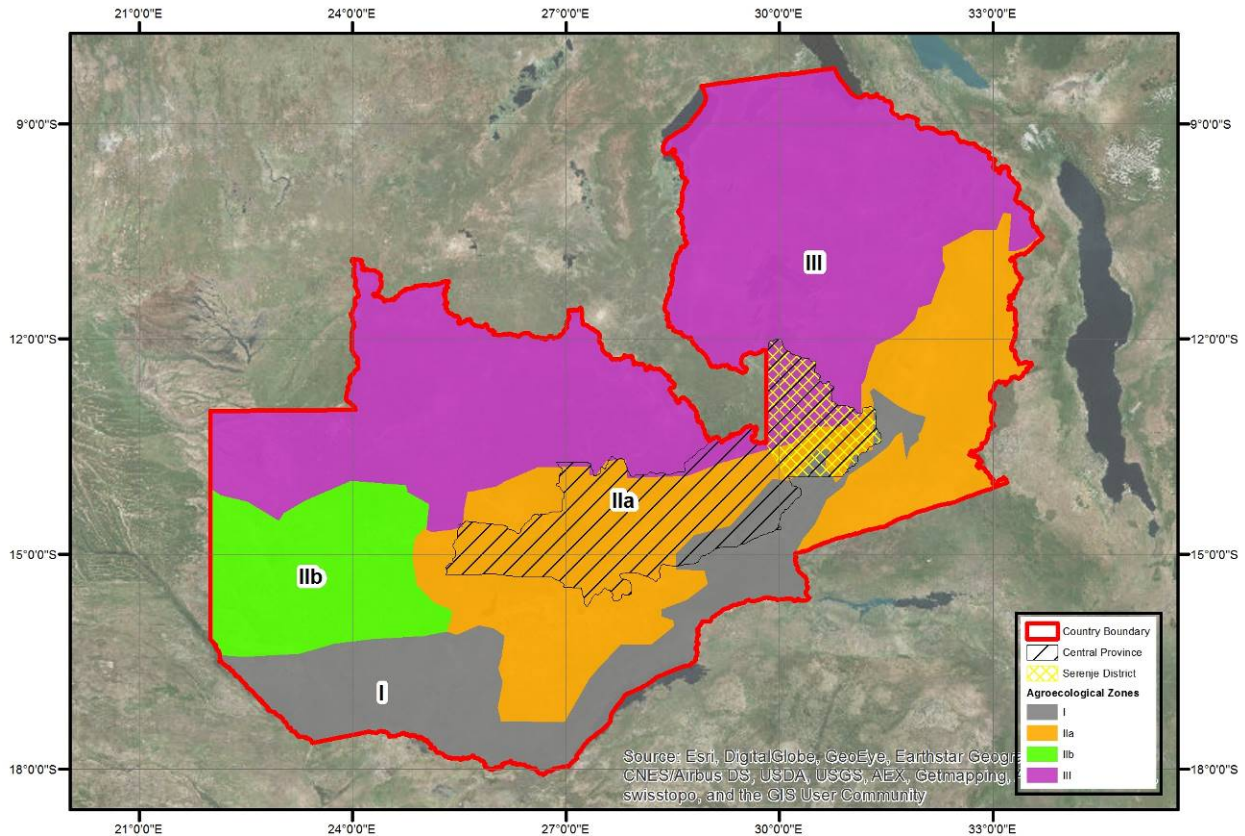 21°0'0"E 24°0'0"E 27°0'0"E 30°0'0"E 33°0'0"E
9°0'0"S 9°0'0"S
III
12°0'0"S 12°0'0"S
IIa
15°0'0"S 15°0'0"S
IIb
I
Country Boundary
Central Province
Serenje District
Agroecological Zones
I
IIa
IIb
III
Source: Esri, DigitalGlobe, GeoEye, Earthstar Geogra
CNES/Airbus DS, USDA, USGS, AEX, Getmapping,
swisstopo, and the GIS User Community
18°0'0"S 18°0'0"S
21°0'0"E 24°0'0"E 27°0'0"E 30°0'0"E 33°0'0"E